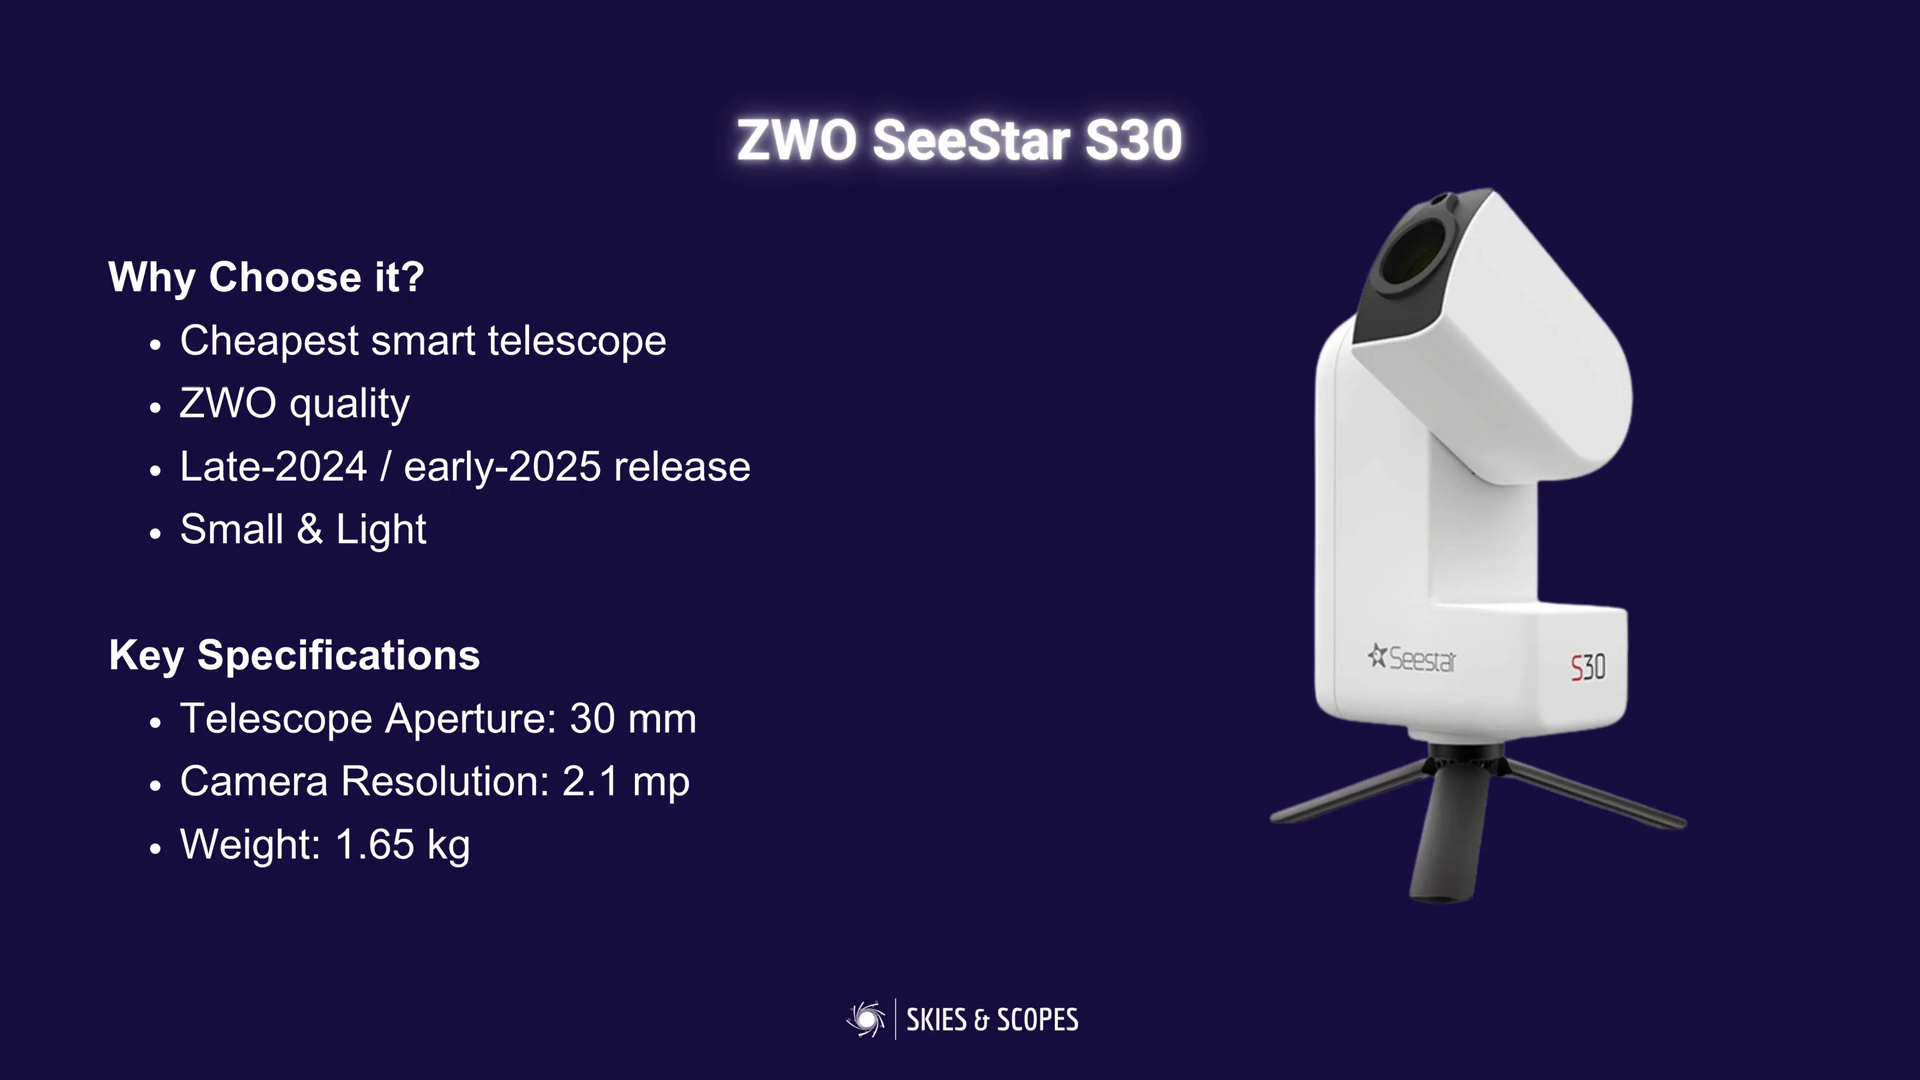 ZWO SeeStar S30
Why Choose it?
• Cheapest smart telescope
• ZWO quality
• Late-2024 / early-2025 release
• Small & Light
Key Specifications
• Telescope Aperture: 30 mm
• Camera Resolution: 2.1 mp
• Weight: 1.65 kg
Seestar
S30
SKIES & SCOPES